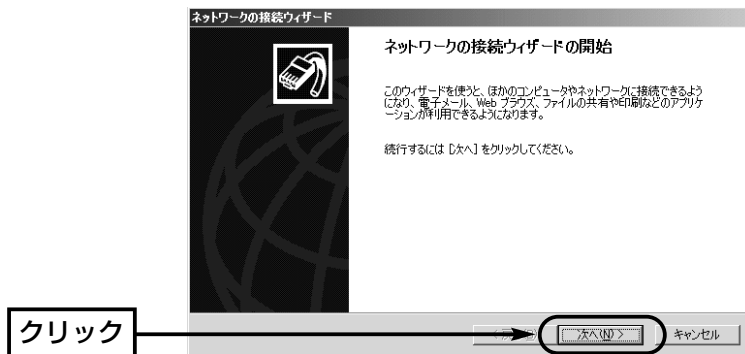 ネットワークの接続ウィザード
ネットワークの接続ウィザードの開始
このウィザードを使うと、ほかのコンピュータやネットワークに接続できるよう
になり、電子メール、Web ブラウズ、ファイルの共有や印刷などのアプリケ
ーションが利用できるようになります。
続行するには [次へ] をクリックしてください。
クリック
次へ(N) >
キャンセル